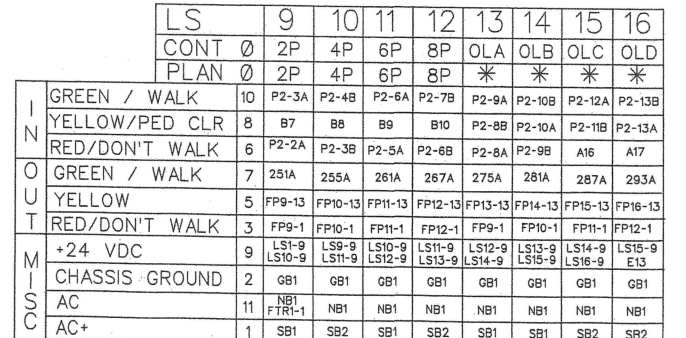 LS 9 10 11 12 13 14 15 16
CONT Ø 2P 4P 6P 8P OLA OLB OLC OLD
PLAN Ø 2P 4P 6P 8P * * * *
IN
GREEN / WALK 10 P2-3A P2-4B P2-6A P2-7B P2-9A P2-10B P2-12A P2-13B
YELLOW/PED CLR 8 B7 B8 B9 B10 P2-8B P2-10A P2-11B P2-13A
RED/DON'T WALK 6 P2-2A P2-3B P2-5A P2-6B P2-8A P2-9B A16 A17
OUT
GREEN / WALK 7 251A 255A 261A 267A 275A 281A 287A 293A
YELLOW 5 FP9-13 FP10-13 FP11-13 FP12-13 FP13-13 FP14-13 FP15-13 FP16-13
RED/DON'T WALK 3 FP9-1 FP10-1 FP11-1 FP12-1 FP9-1 FP10-1 FP11-1 FP12-1
MISC
+24 VDC 9 LS1-9 LS9-9 LS10-9 LS11-9 LS12-9 LS13-9 LS14-9 LS15-9
LS10-9 LS11-9 LS12-9 LS13-9 LS14-9 LS15-9 LS16-9 E13
CHASSIS GROUND 2 GB1 GB1 GB1 GB1 GB1 GB1 GB1 GB1
AC 11 NB1 NB1 NB1 NB1 NB1 NB1 NB1 NB1
FTR1-1
AC+ 1 SB1 SB2 SB1 SB2 SB1 SB1 SB2 SB2